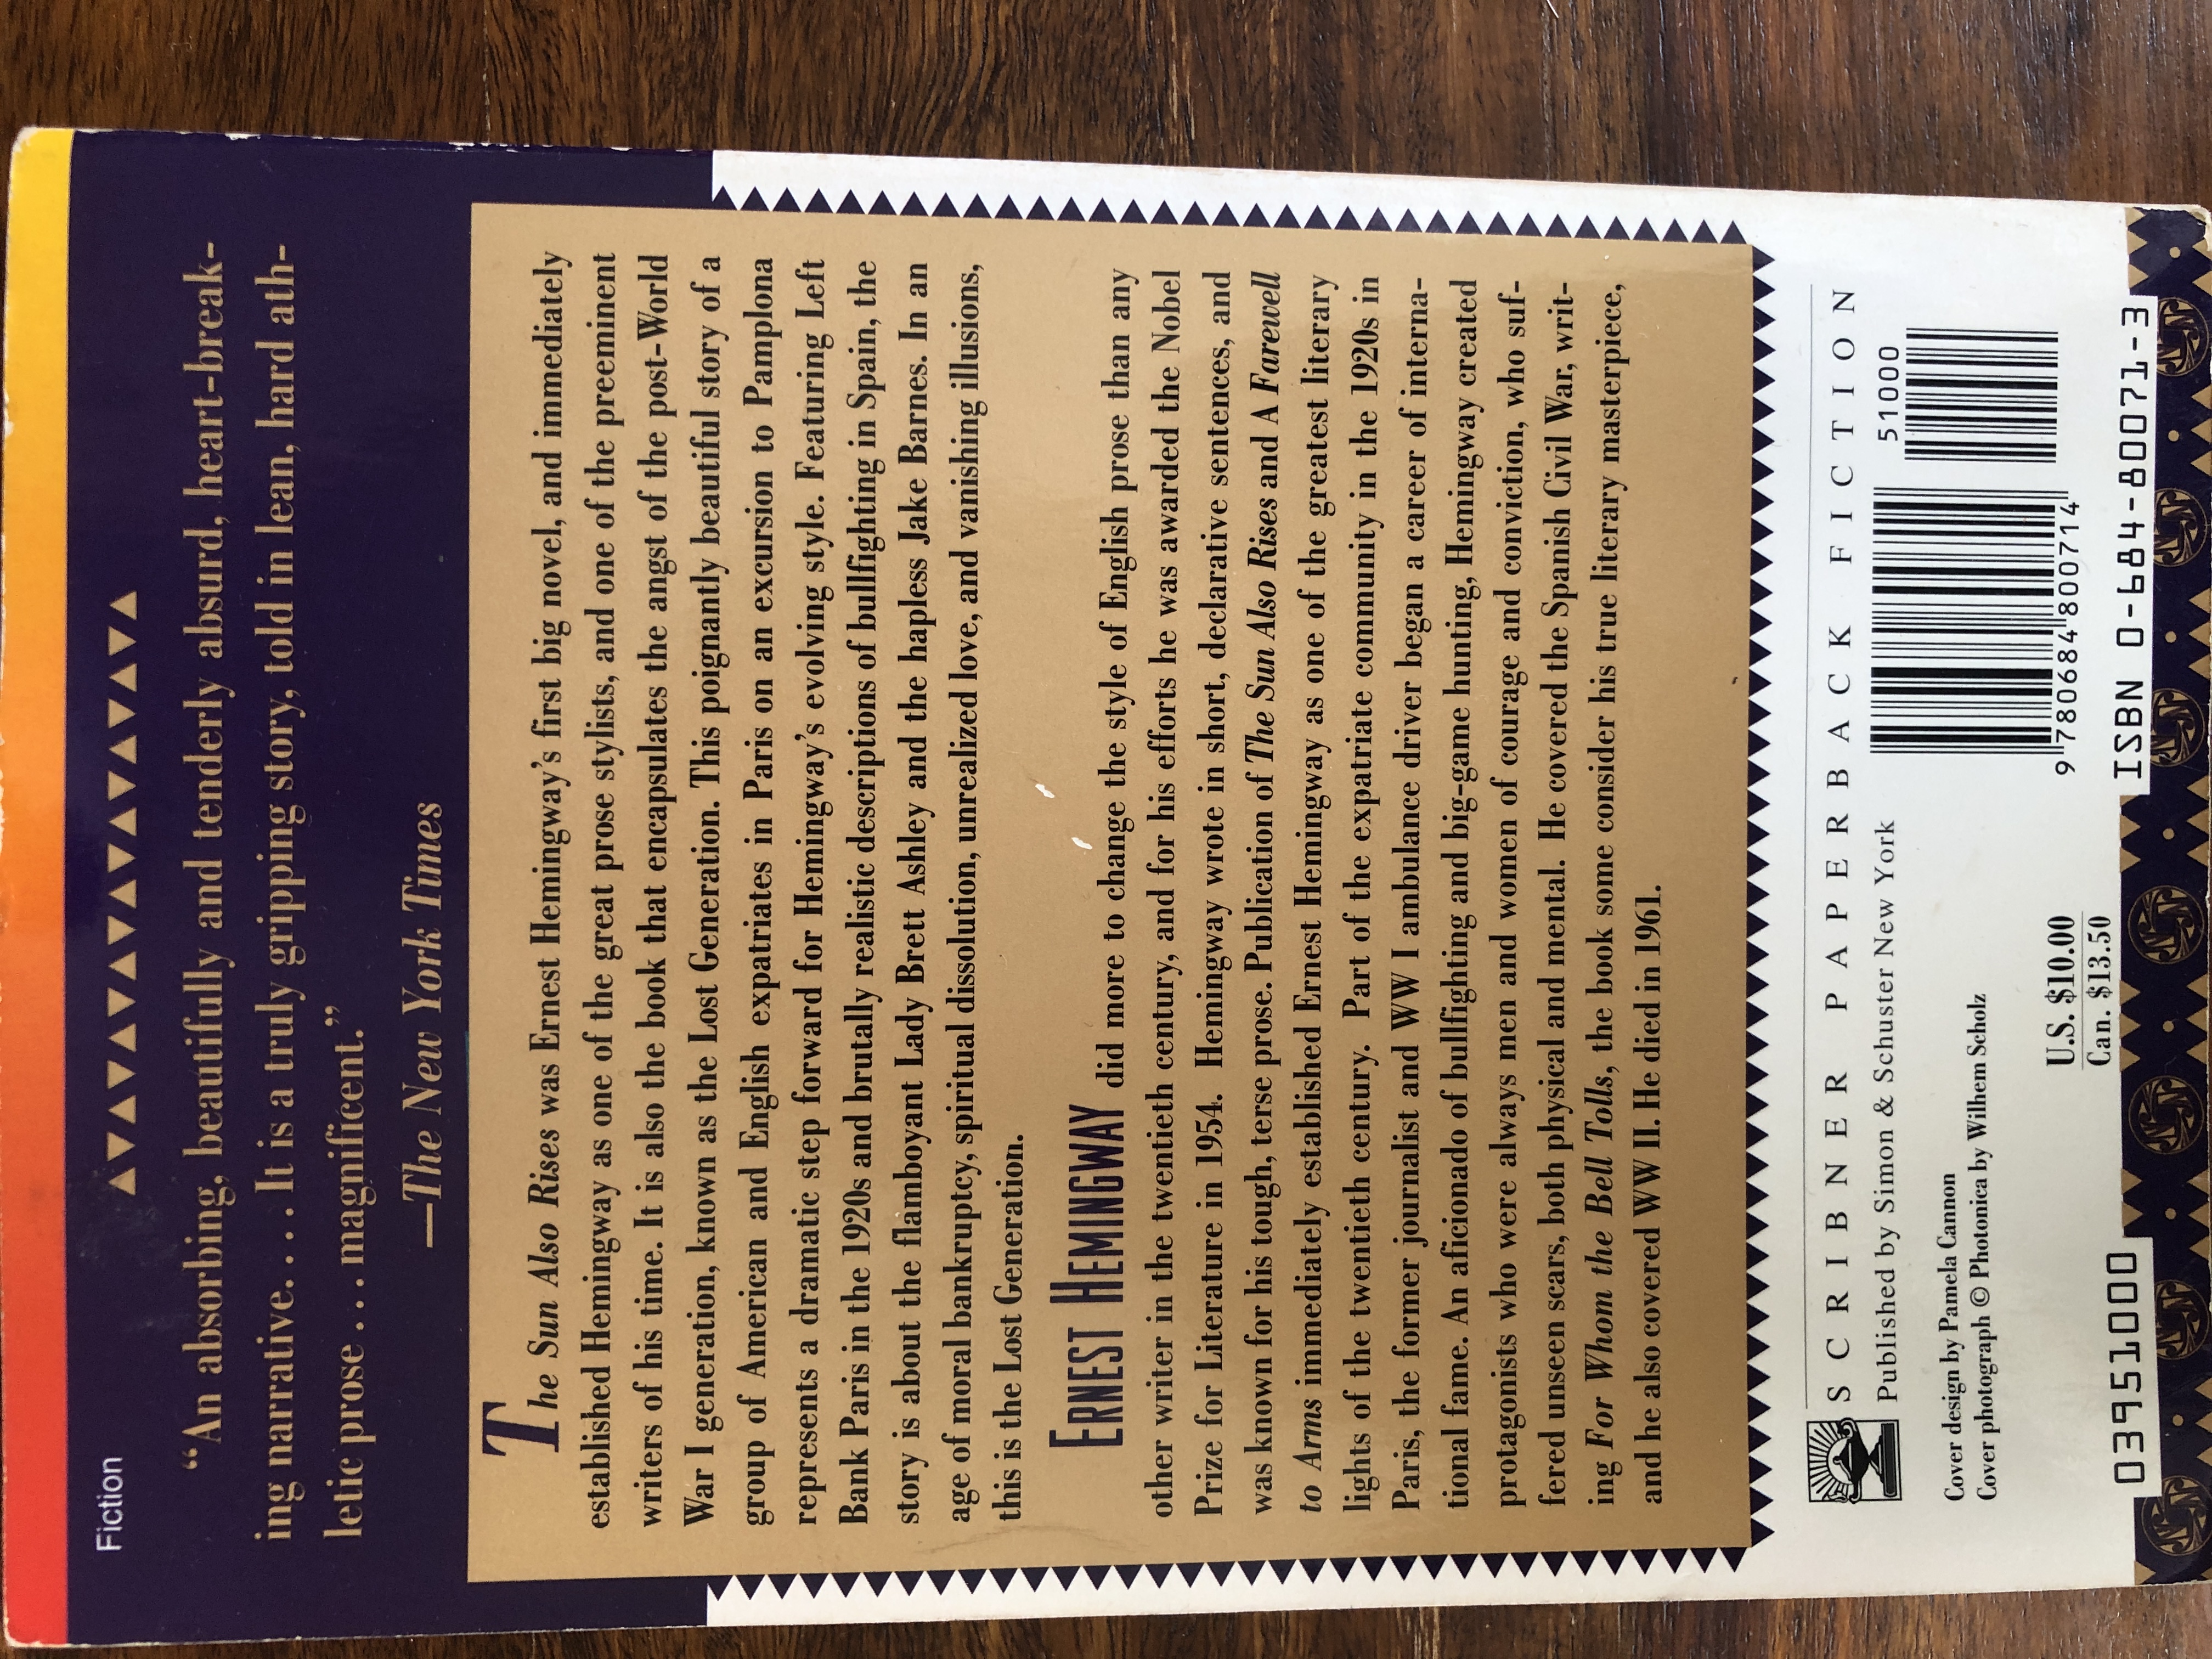 Fiction
“An absorbing, beautifully and tenderly absurd, heart-break-
ing narrative. . . . It is a truly gripping story, told in lean, hard ath-
letic prose . . . . magnificent.”
—The New York Times
The Sun Also Rises was Ernest Hemingway’s first big novel, and immediately
established Hemingway as one of the great prose stylists, and one of the preeminent
writers of his time. It is also the book that encapsulates the angst of the post-World
War I generation, known as the Lost Generation. This poignantly beautiful story of a
group of American and English expatriates in Paris on an excursion to Pamplona
represents a dramatic step forward for Hemingway’s evolving style. Featuring Left
Bank Paris in the 1920s and brutally realistic descriptions of bullfighting in Spain, the
story is about the flamboyant Lady Brett Ashley and the hapless Jake Barnes. In an
age of moral bankruptcy, spiritual dissolution, unrealized love, and vanishing illusions,
this is the Lost Generation.
ERNEST HEMINGWAY did more to change the style of English prose than any
other writer in the twentieth century, and for his efforts he was awarded the Nobel
Prize for Literature in 1954. Hemingway wrote in short, declarative sentences, and
was known for his tough, terse prose. Publication of The Sun Also Rises and A Farewell
to Arms immediately established Ernest Hemingway as one of the greatest literary
lights of the twentieth century. Part of the expatriate community in the 1920s in
Paris, the former journalist and WW I ambulance driver began a career of interna-
tional fame. An aficionado of bullfighting and big-game hunting, Hemingway created
protagonists who were always men and women of courage and conviction, who suf-
fered unseen scars, both physical and mental. He covered the Spanish Civil War, writ-
ing For Whom the Bell Tolls, the book some consider his true literary masterpiece,
and he also covered WW II. He died in 1961.
SCRIBNER PAPERBACK FICTION
Published by Simon & Schuster New York
Cover design by Pamela Cannon
Cover photograph © Photonica by Wilhem Scholz
U.S. $10.00
Can. $13.50
51000
9 780684 800714
03951000
ISBN 0-684-80071-3